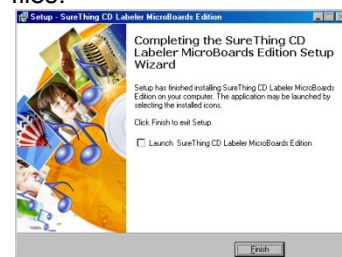 Setup - SureThing CD Labeler MicroBoards Edition
Completing the SureThing CD
Labeler MicroBoards Edition Setup
Wizard
Setup has finished installing SureThing CD Labeler MicroBoards
Edition on your computer. The application may be launched by
selecting the installed icons.
Click Finish to exit Setup.
Launch SureThing CD Labeler MicroBoards Edition
Finish